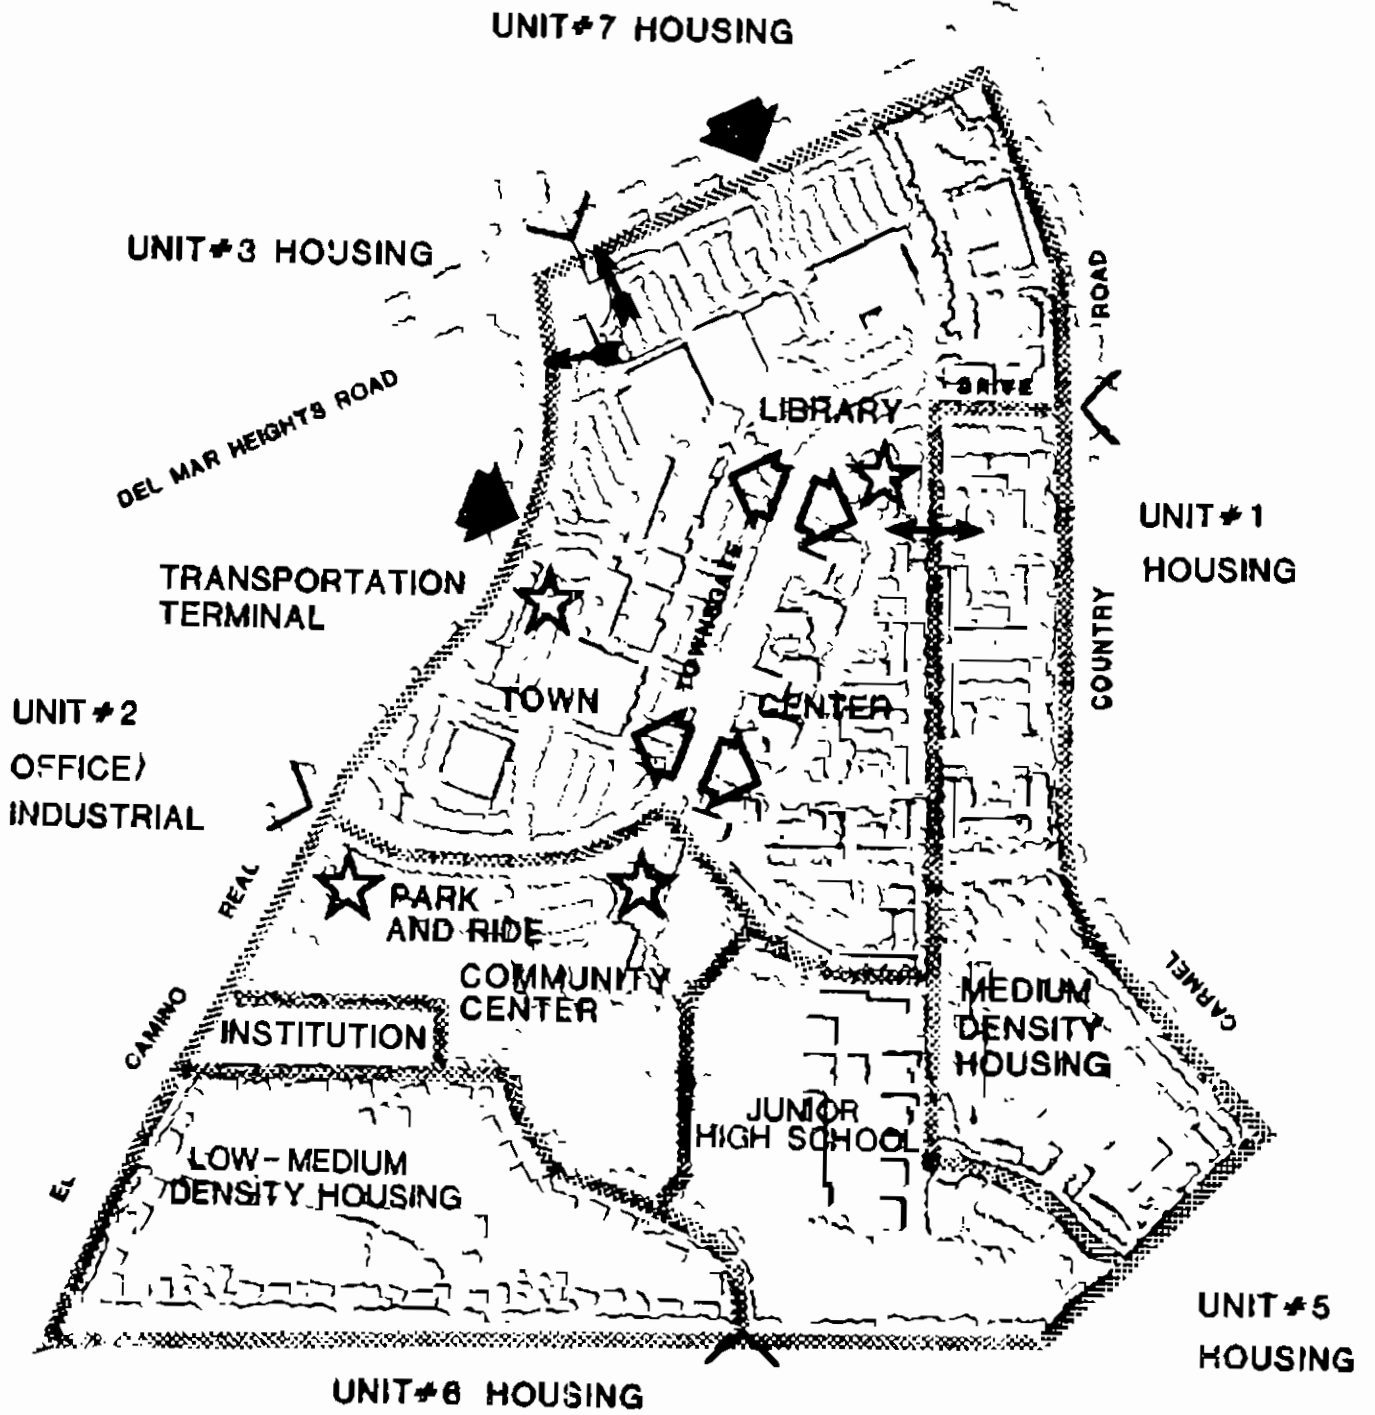 UNIT#7 HOUSING
UNIT#3 HOUSING
ROAD
DEL MAR HEIGHTS ROAD
DRIVE
LIBRARY
UNIT#1
HOUSING
TRANSPORTATION
TERMINAL
TOWNSGATE
COUNTRY
TOWN
CENTER
UNIT#2
OFFICE/
INDUSTRIAL
REAL
PARK
AND RIDE
COMMUNITY
CENTER
CARMEL
MEDIUM
DENSITY
HOUSING
CAMINO
INSTITUTION
JUNIOR
HIGH SCHOOL
LOW-MEDIUM
DENSITY HOUSING
EL
UNIT#5
HOUSING
UNIT#6 HOUSING